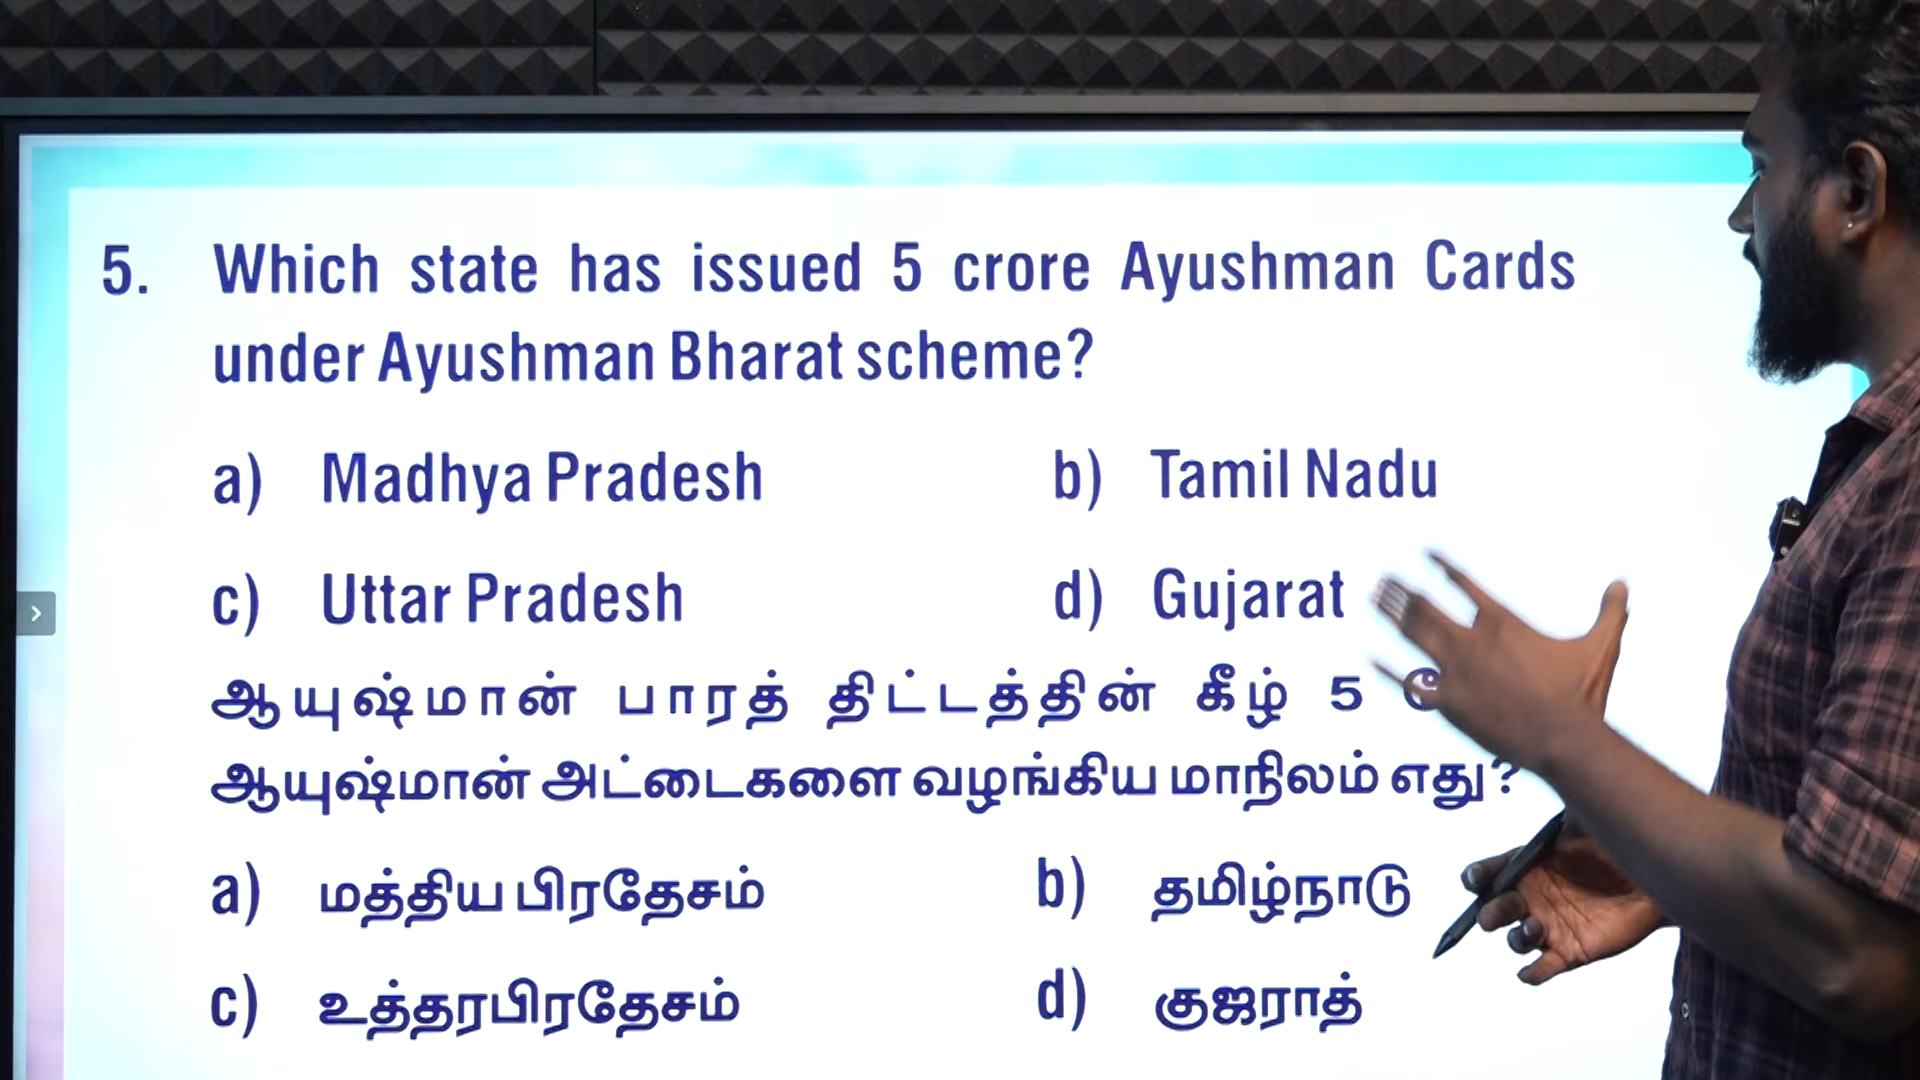 5. Which state has issued 5 crore Ayushman Cards
under Ayushman Bharat scheme?
a) Madhya Pradesh b) Tamil Nadu
c) Uttar Pradesh d) Gujarat
ஆயுஷ்மான் பாரத் திட்டத்தின் கீழ் 5
ஆயுஷ்மான் அட்டைகளை வழங்கிய மாநிலம் எது?
a) மத்திய பிரதேசம் b) தமிழ்நாடு
c) உத்தரபிரதேசம் d) குஜராத்